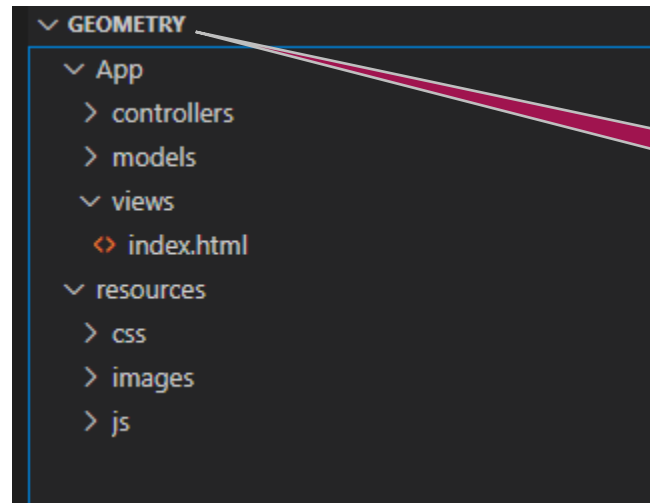 GEOMETRY
App
controllers
models
views
index.html
resources
css
images
js